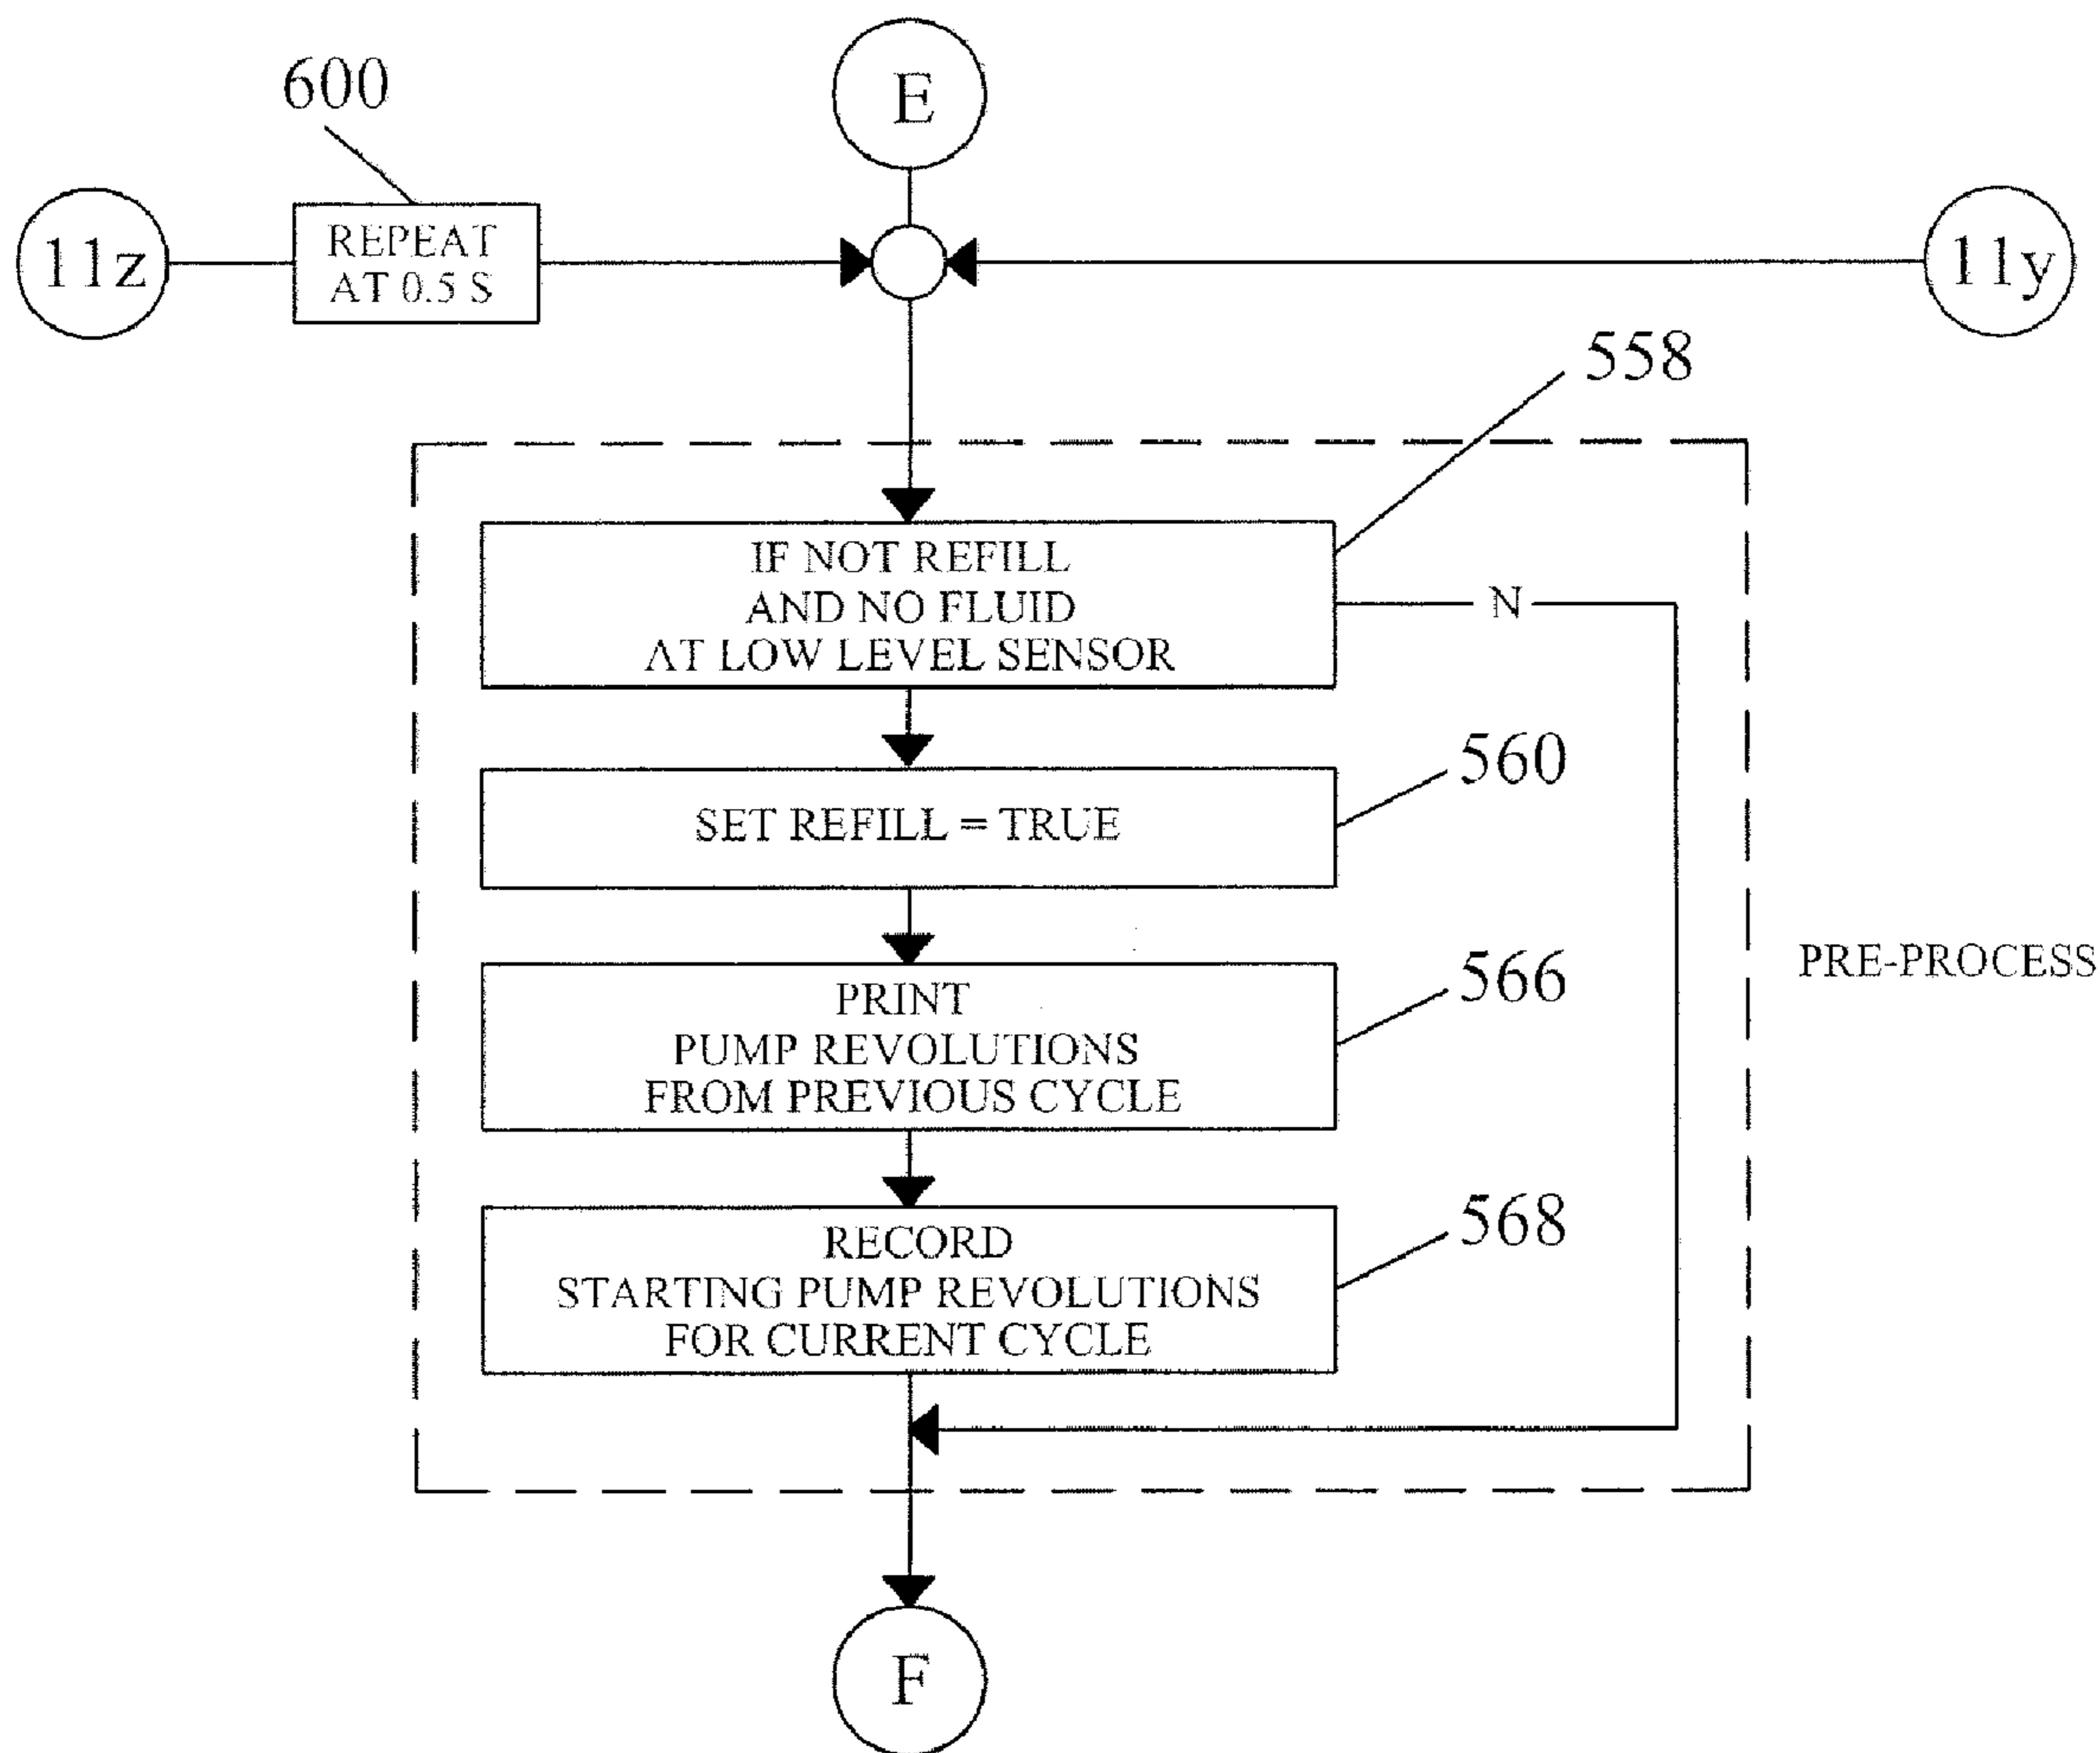 600
E
11z
REPEAT
AT 0.5 S
11y
558
IF NOT REFILL
AND NO FLUID
AT LOW LEVEL SENSOR
N
560
SET REFILL = TRUE
566
PRINT
PUMP REVOLUTIONS
FROM PREVIOUS CYCLE
PRE-PROCESS
568
RECORD
STARTING PUMP REVOLUTIONS
FOR CURRENT CYCLE
F